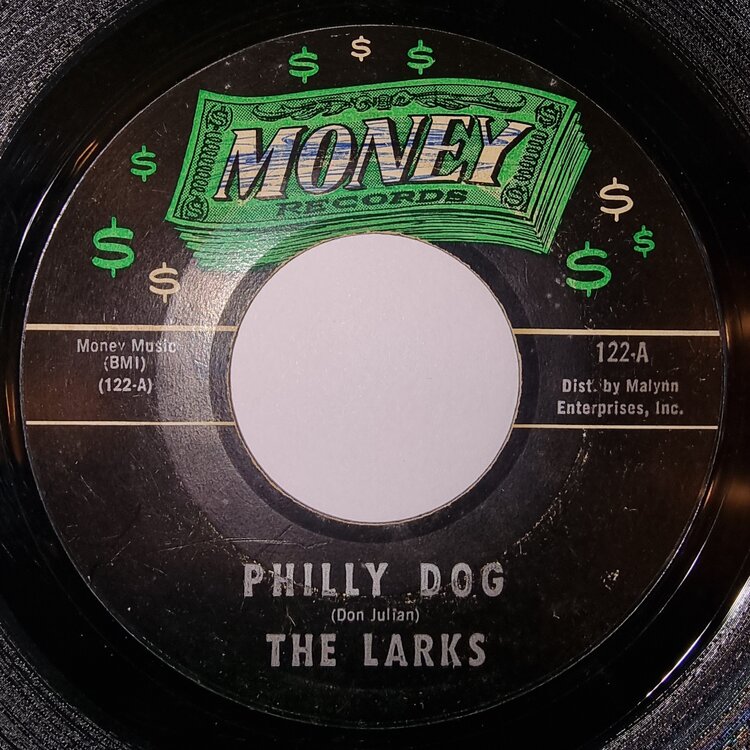 $ $ $
MONEY
RECORDS
$ $
$ $
$ $
Money Music
(BMI)
(122-A)
122-A
Dist. by Malynn
Enterprises, Inc.
PHILLY DOG
(Don Julian)
THE LARKS